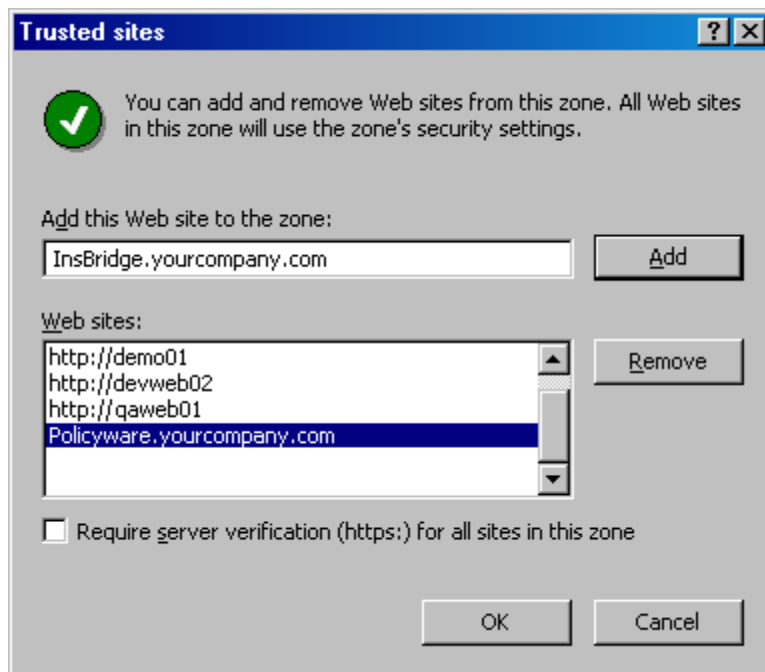 Trusted sites
You can add and remove Web sites from this zone. All Web sites
in this zone will use the zone's security settings.
Add this Web site to the zone:
InsBridge.yourcompany.com
Add
Web sites:
http://demo01
http://devweb02
http://qaweb01
Policyware.yourcompany.com
Remove
Require server verification (https:) for all sites in this zone
OK
Cancel